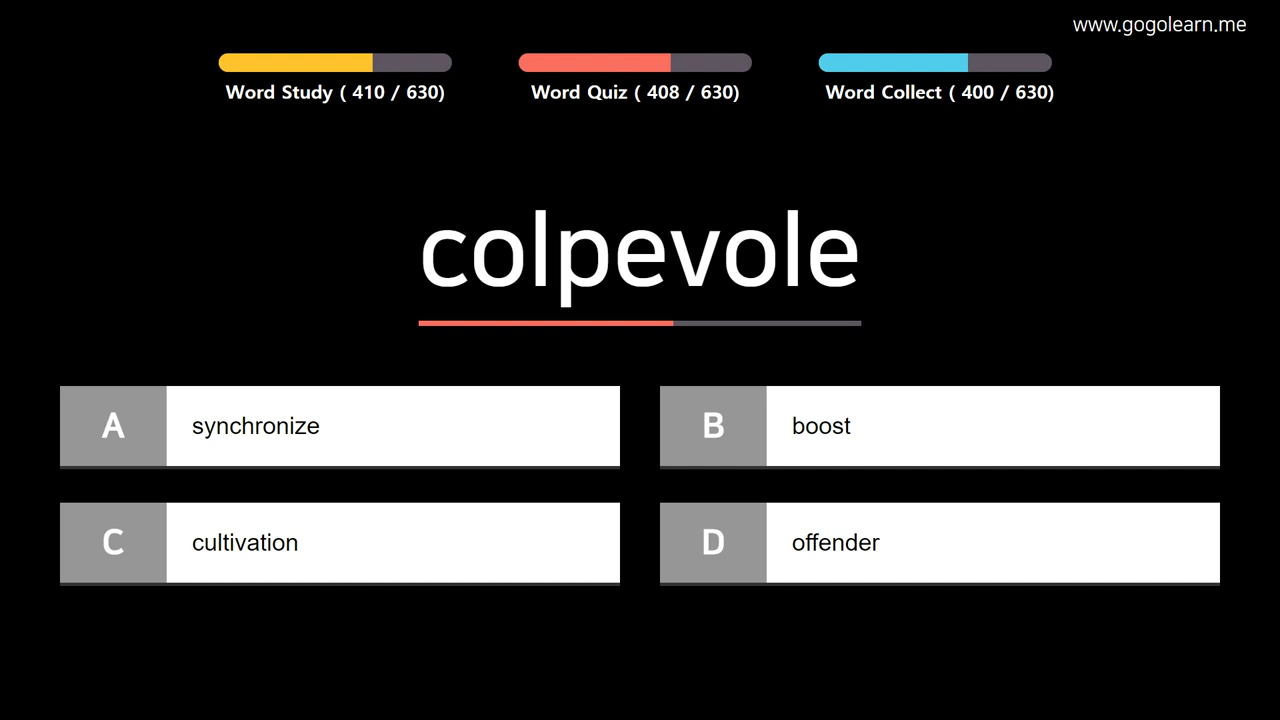 www.gogolearn.me
Word Study ( 410 / 630)
Word Quiz ( 408 / 630)
Word Collect ( 400 / 630)
colpevole
A synchronize
B boost
C cultivation
D offender